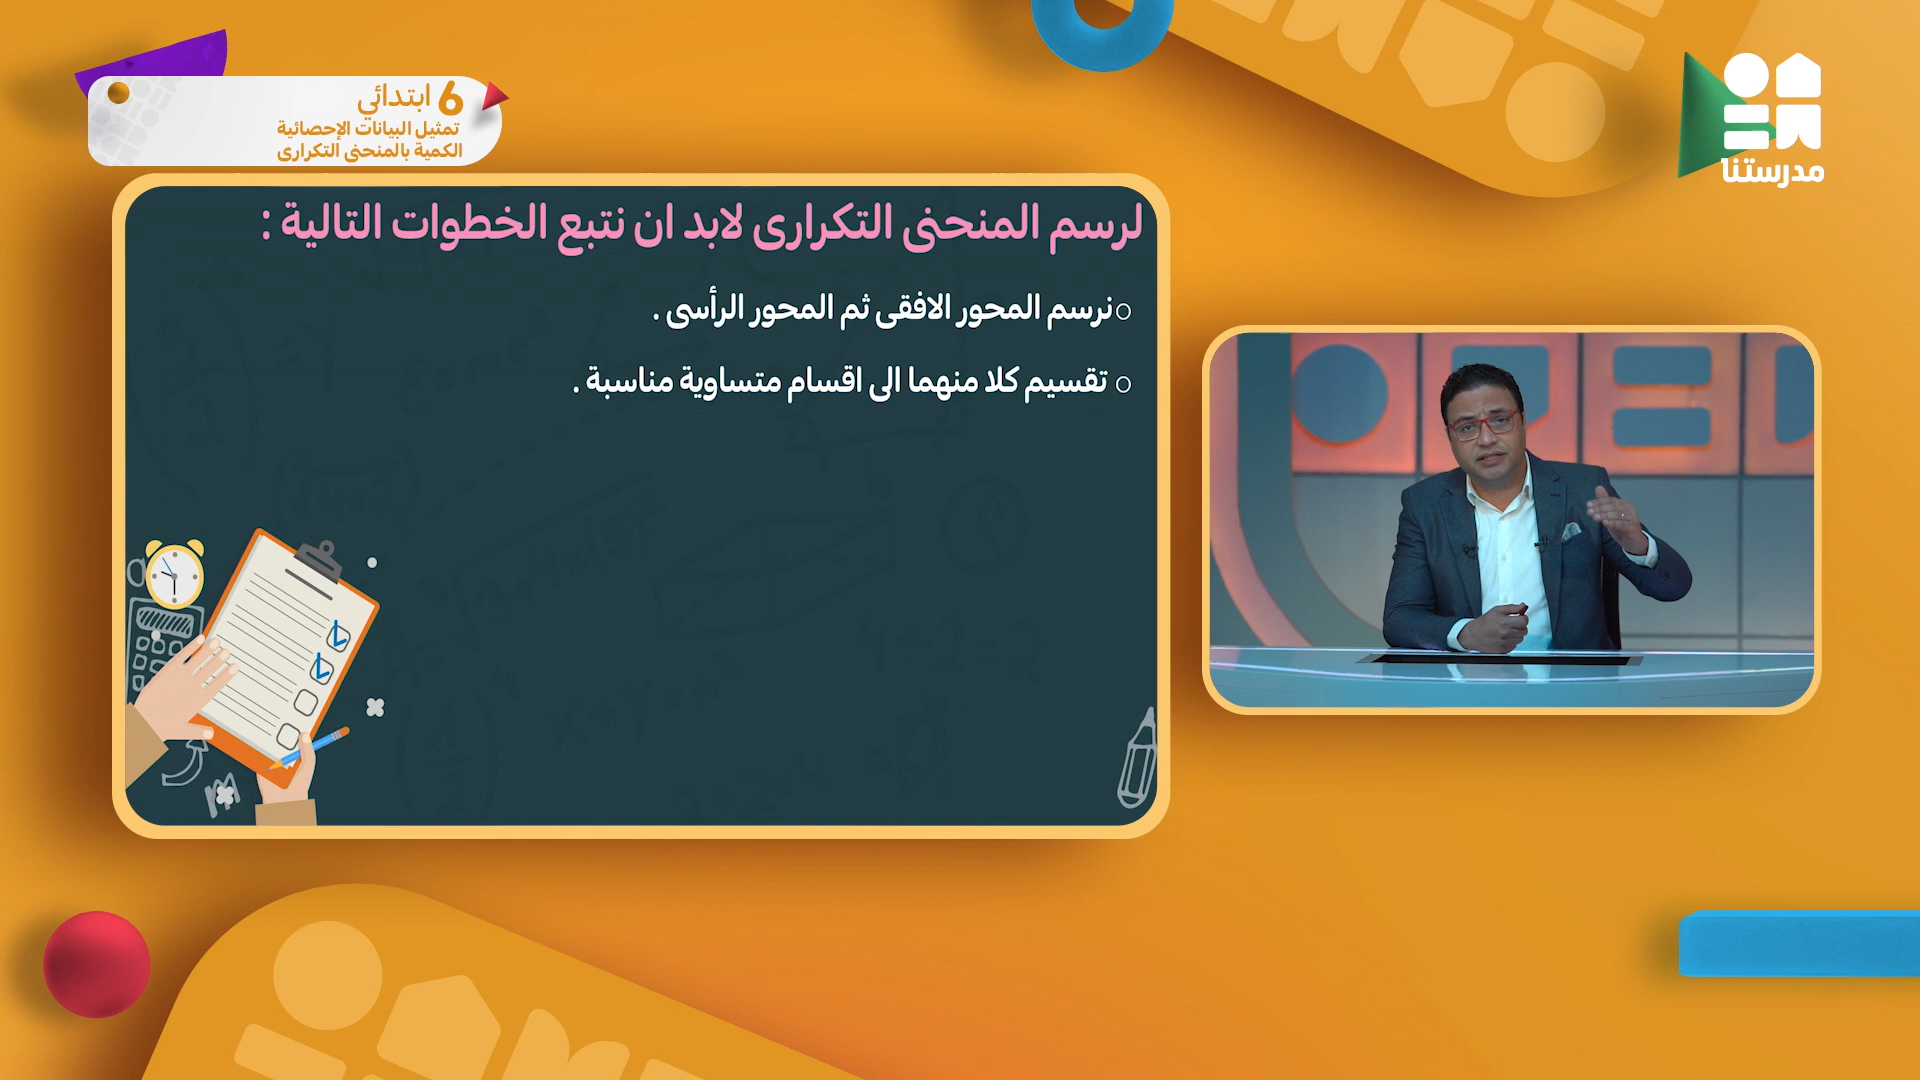 6 ابتدائي
تمثيل البيانات الإحصائية
الكمية بالمنحنى التكرارى
مدرستنا
لرسم المنحنى التكرارى لابد ان نتبع الخطوات التالية :
نرسم المحور الافقى ثم المحور الرأسى .
تقسيم كلا منهما الى اقسام متساوية مناسبة .